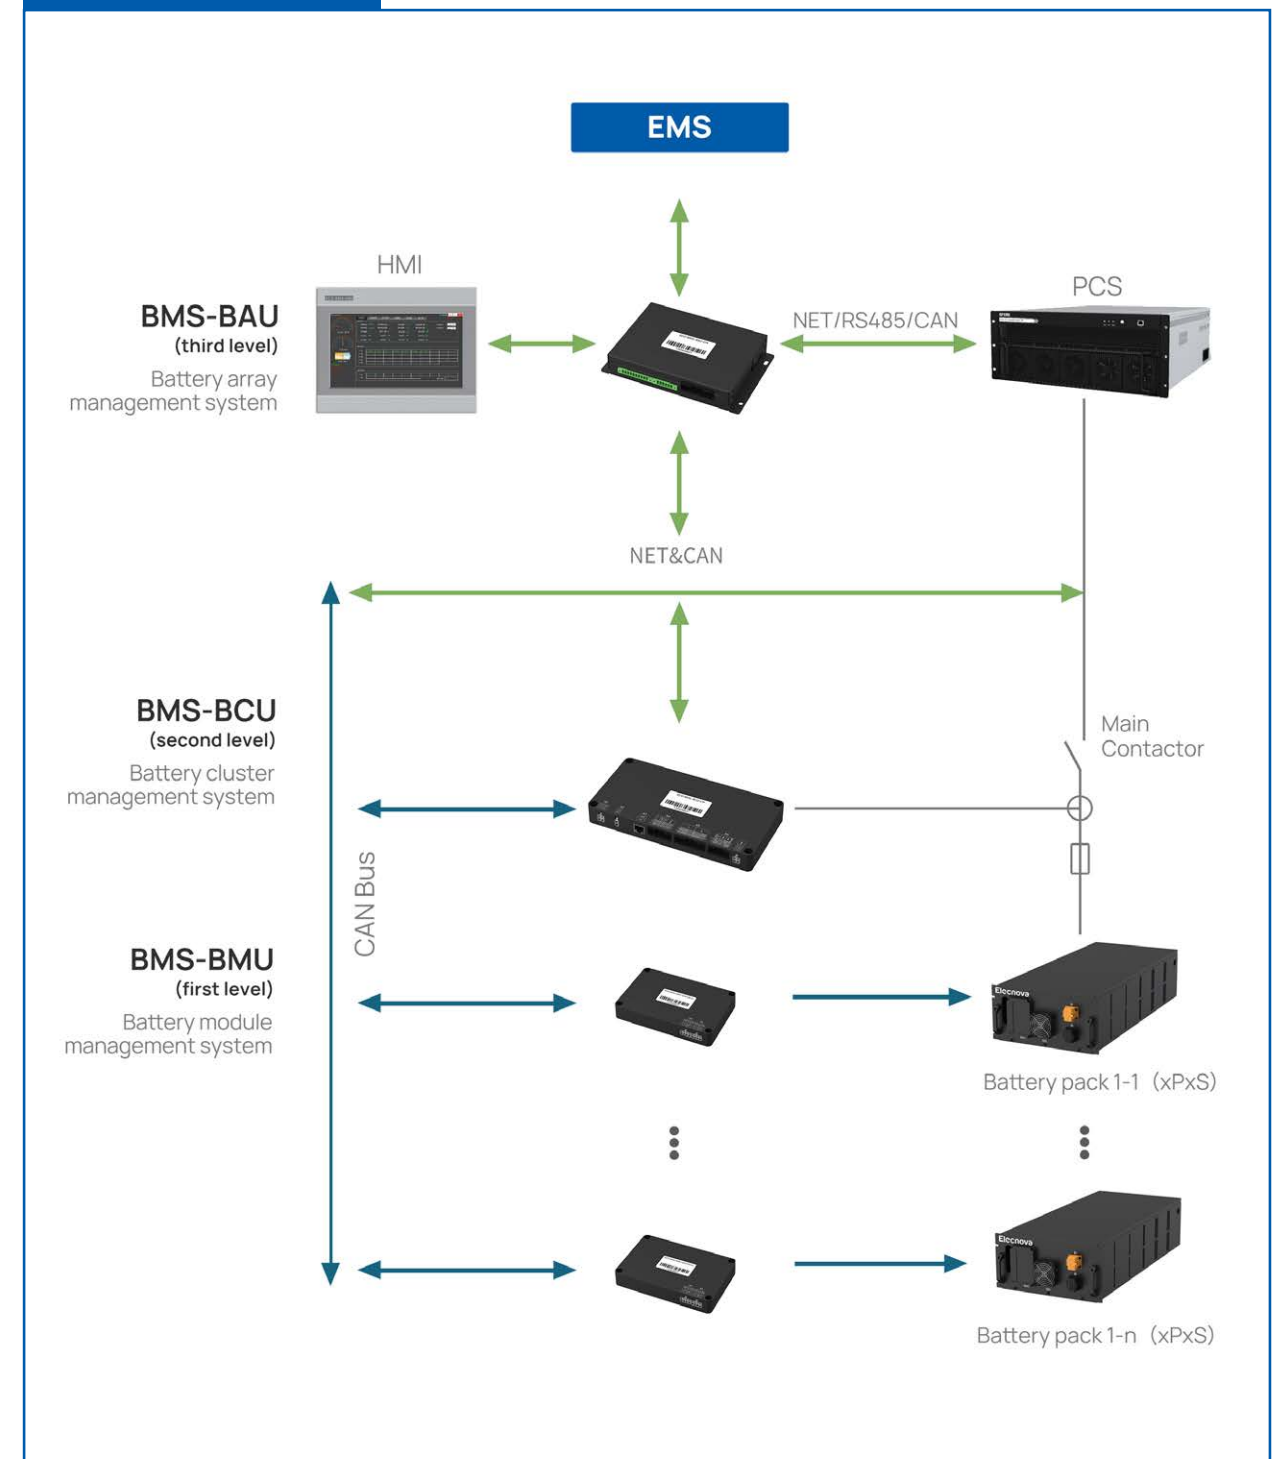 EMS
HMI
PCS
BMS-BAU
(third level)
Battery array
management system
NET/RS485/CAN
NET&CAN
BMS-BCU
(second level)
Battery cluster
management system
Main
Contactor
CAN Bus
BMS-BMU
(first level)
Battery module
management system
Elecnova
Battery pack 1-1（xPxS）
Elecnova
Battery pack 1-n（xPxS）